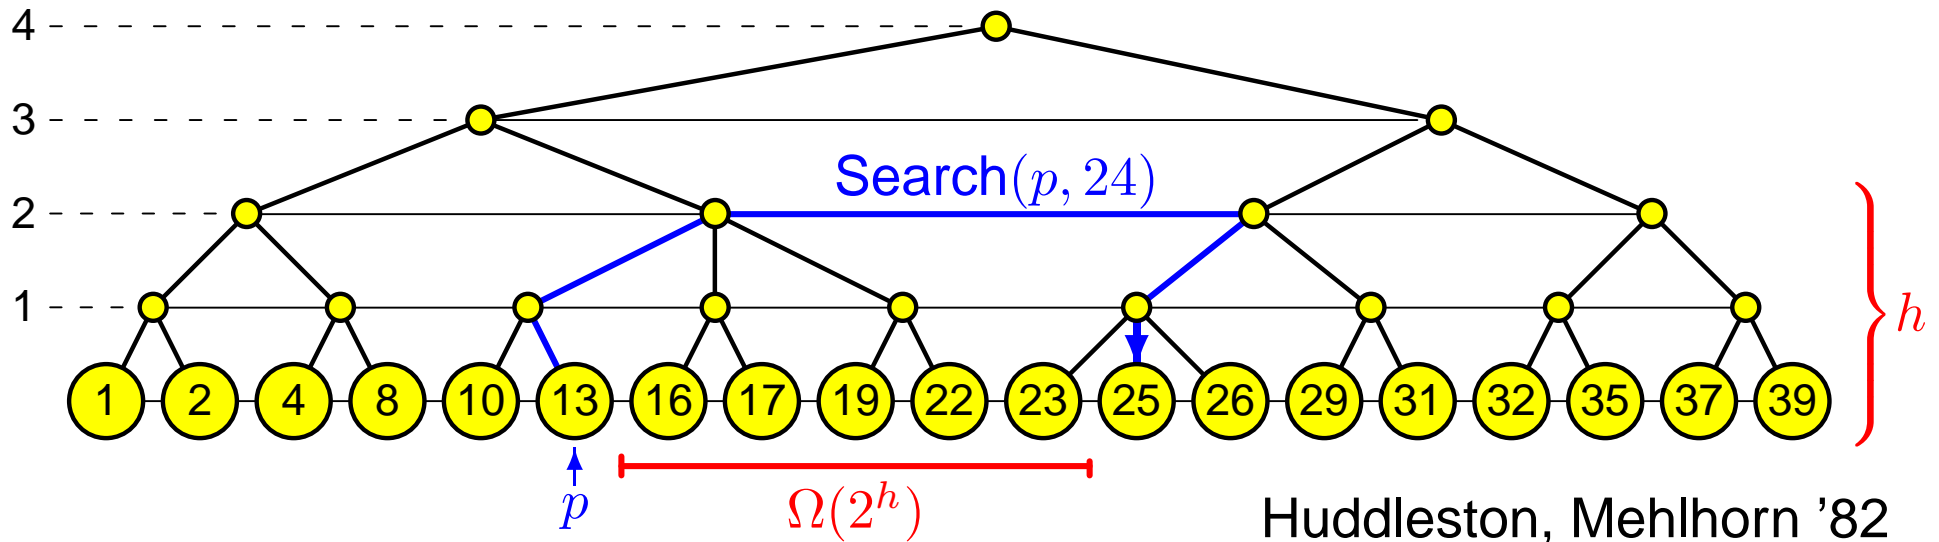 4
3
Search(p, 24)
2
1
h
1 2 4 8 10 13 16 17 19 22 23 25 26 29 31 32 35 37 39
p
Ω(2^h)
Huddleston, Mehlhorn ’82